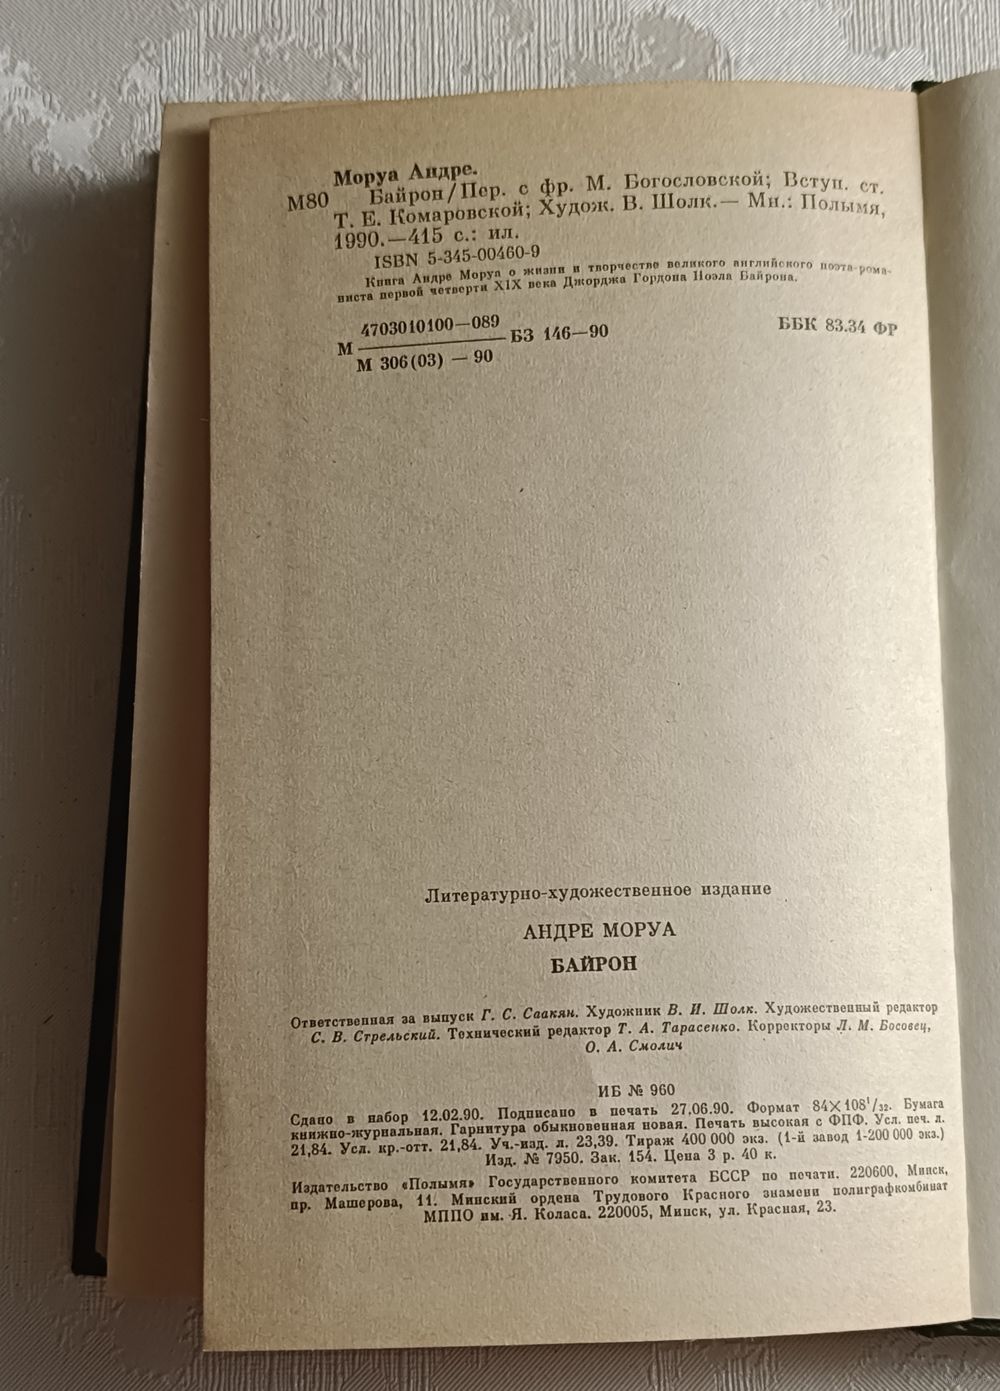 Моруа Андре.
М80 Байрон/Пер. с фр. М. Богословской; Вступ. ст.
Т. Е. Комаровской; Худож. В. Шолк.— Мн.: Полымя,
1990.—415 с.: ил.
ISBN 5-345-00460-9
Книга Андре Моруа о жизни и творчестве великого английского поэта-рома-
ниста первой четверти XIX века Джорджа Гордона Ноэла Байрона.
4703010100—089
М БЗ 146—90 ББК 83.34 ФР
М 306(03) — 90
Литературно-художественное издание
АНДРЕ МОРУА
БАЙРОН
Ответственная за выпуск Г. С. Саакян. Художник В. И. Шолк. Художественный редактор
С. В. Стрельский. Технический редактор Т. А. Тарасенко. Корректоры Л. М. Босовец,
О. А. Смолич
ИБ № 960
Сдано в набор 12.02.90. Подписано в печать 27.06.90. Формат 84×108¹/₃₂. Бумага
книжно-журнальная. Гарнитура обыкновенная новая. Печать высокая с ФПФ. Усл. печ. л.
21,84. Усл. кр.-отт. 21,84. Уч.-изд. л. 23,39. Тираж 400 000 экз. (1-й завод 1-200 000 экз.)
Изд. № 7950. Зак. 154. Цена 3 р. 40 к.
Издательство «Полымя» Государственного комитета БССР по печати. 220600, Минск,
пр. Машерова, 11. Минский ордена Трудового Красного знамени полиграфкомбинат
МППО им. Я. Коласа. 220005, Минск, ул. Красная, 23.